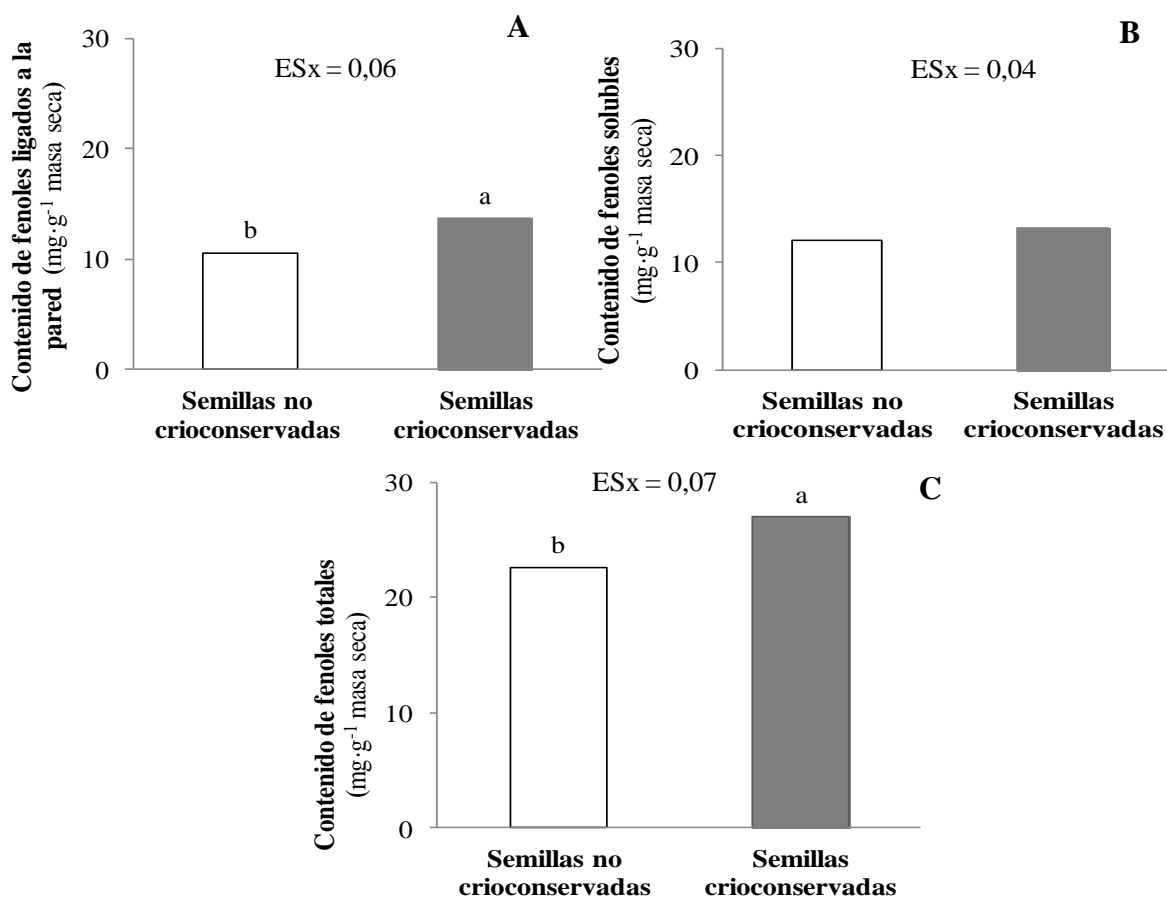 A
ESx = 0,06
Contenido de fenoles ligados a la
pared (mg·g⁻¹ masa seca)
30
20
10
0
b
a
Semillas no
crioconservadas
Semillas
crioconservadas
B
ESx = 0,04
Contenido de fenoles solubles
(mg·g⁻¹ masa seca)
30
20
10
0
Semillas no
crioconservadas
Semillas
crioconservadas
C
ESx = 0,07
Contenido de fenoles totales
(mg·g⁻¹ masa seca)
30
20
10
0
b
a
Semillas no
crioconservadas
Semillas
crioconservadas